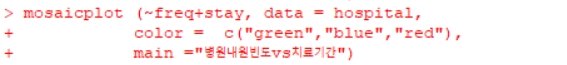 > mosaicplot (~freq+stay, data = hospital,
+ color = c("green","blue","red"),
+ main ="병원내원빈도vs치료기간")